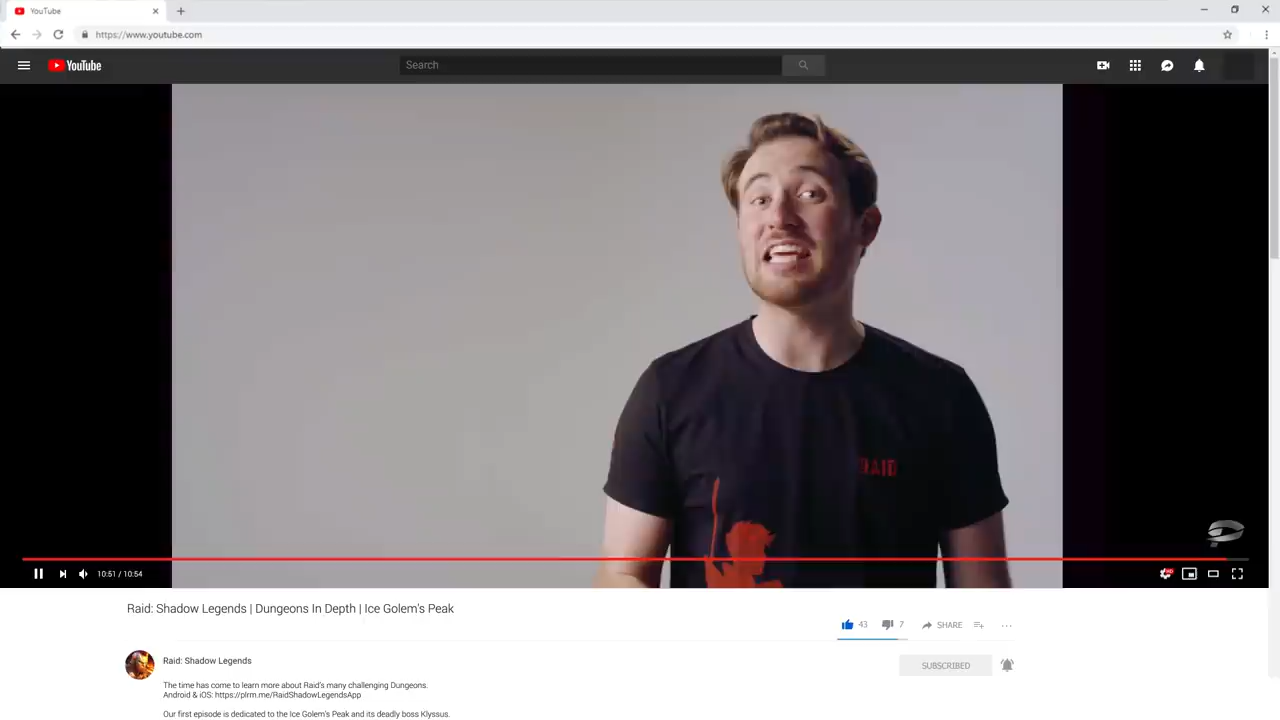 YouTube
https://www.youtube.com
YouTube
Search
RAID
10:51 / 10:54
HD
Raid: Shadow Legends | Dungeons In Depth | Ice Golem's Peak
43
7
SHARE
Raid: Shadow Legends
SUBSCRIBED
The time has come to learn more about Raid's many challenging Dungeons.
Android & iOS: https://plrm.me/RaidShadowLegendsApp
Our first episode is dedicated to the Ice Golem's Peak and its deadly boss Klyssus.